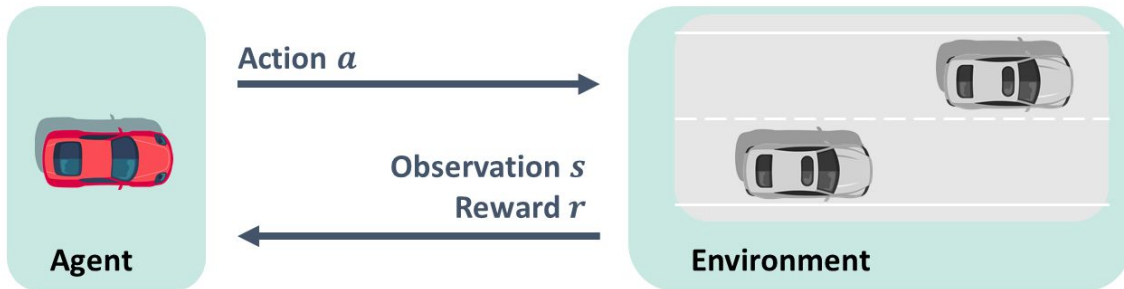 Action a
Observation s
Reward r
Agent
Environment